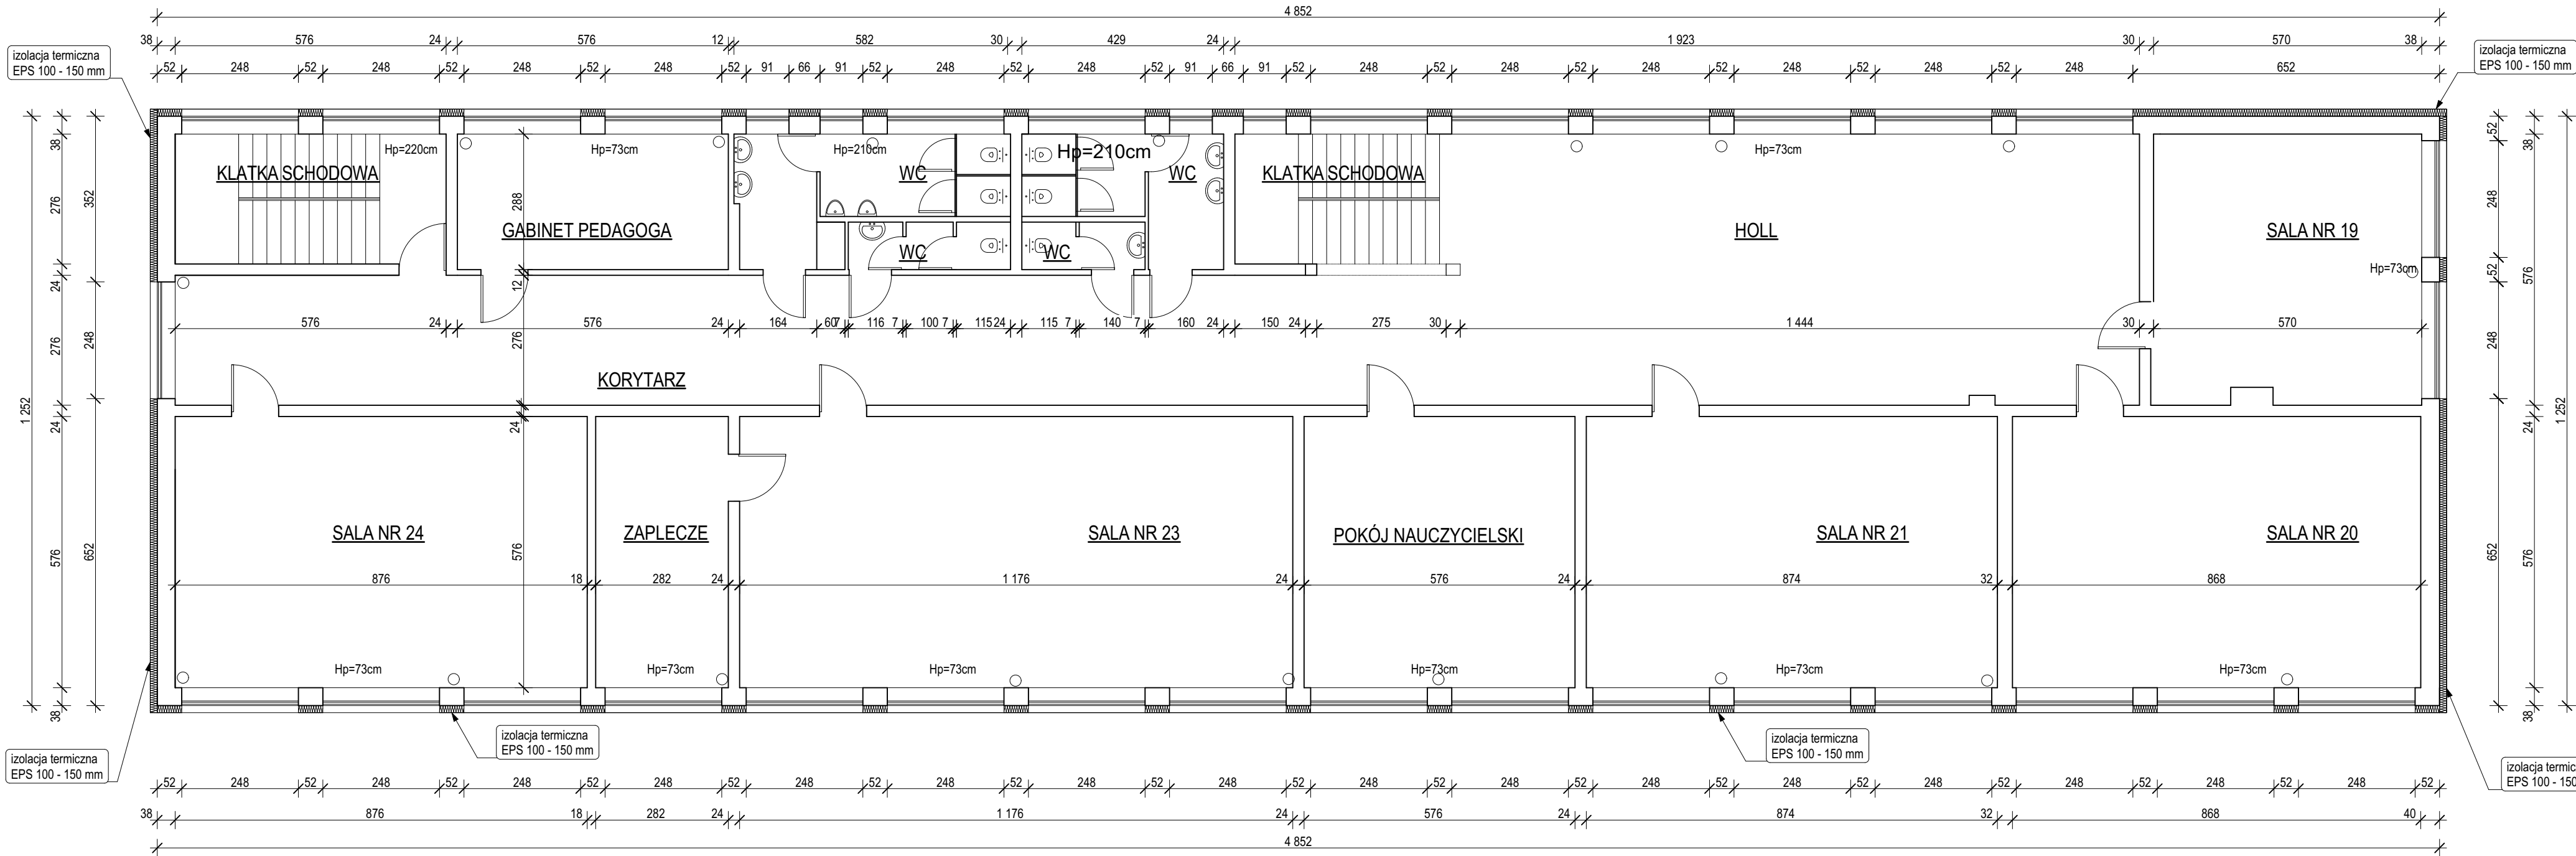 4 852
38 576 24 576 12 582 30 429 24 1 923 30 570 38
52 248 52 248 52 248 52 248 52 91 66 91 52 248 52 248 52 91 66 91 52 248 52 248 52 248 52 248 52 248 52 248 652
izolacja termiczna
EPS 100 - 150 mm
izolacja termiczna
EPS 100 - 150 mm
Hp=220cm
Hp=73cm
Hp=210cm
Hp=210cm
Hp=73cm
KLATKA SCHODOWA
WC
WC
KLATKA SCHODOWA
GABINET PEDAGOGA
HOLL
SALA NR 19
WC
WC
Hp=73cm
288
12
276
24
576
576 24 576 24 164 60 7 116 7 100 7 115 24 115 7 140 7 160 24 150 24 275 30 1 444 30 570
KORYTARZ
1 252
38
276
24
276
24
576
38
352
248
652
52
248
52
248
652
38
576
24
576
38
1 252
SALA NR 24
ZAPLECZE
SALA NR 23
POKÓJ NAUCZYCIELSKI
SALA NR 21
SALA NR 20
876 18 282 24 1 176 24 576 24 874 32 868
Hp=73cm
Hp=73cm
Hp=73cm
Hp=73cm
Hp=73cm
Hp=73cm
izolacja termiczna
EPS 100 - 150 mm
izolacja termiczna
EPS 100 - 150 mm
izolacja termiczna
EPS 100 - 150 mm
izolacja termic
EPS 100 - 150
52 248 52 248 52 248 52 248 52 248 52 248 52 248 52 248 52 248 52 248 52 248 52 248 52 248 52 248 52 248 52 248 52
38 876 18 282 24 1 176 24 576 24 874 32 868 40
4 852